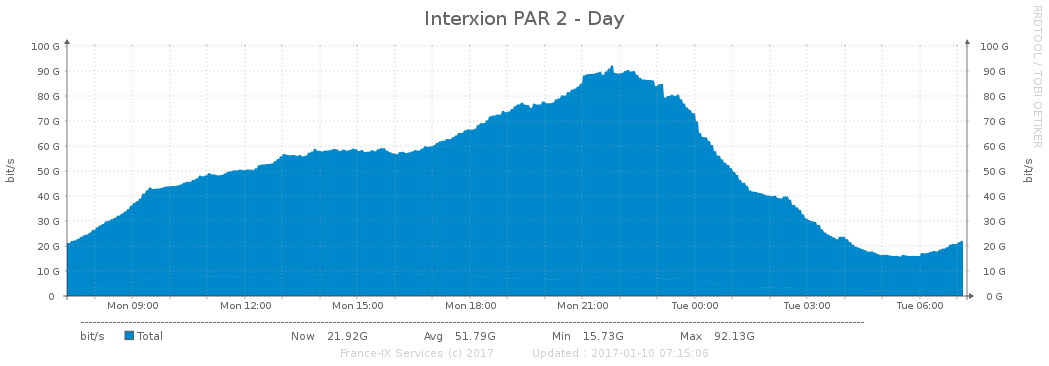 Interxion PAR 2 - Day
RRDTOOL / TOBI OETIKER
100 G 100 G
90 G 90 G
80 G 80 G
70 G 70 G
60 G 60 G
50 G 50 G
40 G 40 G
30 G 30 G
20 G 20 G
10 G 10 G
0 0 G
bit/s bit/s
Mon 09:00 Mon 12:00 Mon 15:00 Mon 18:00 Mon 21:00 Tue 00:00 Tue 03:00 Tue 06:00
bit/s Total Now 21.92G Avg 51.79G Min 15.73G Max 92.13G
France-IX Services (c) 2017 Updated : 2017-01-10 07:15:06